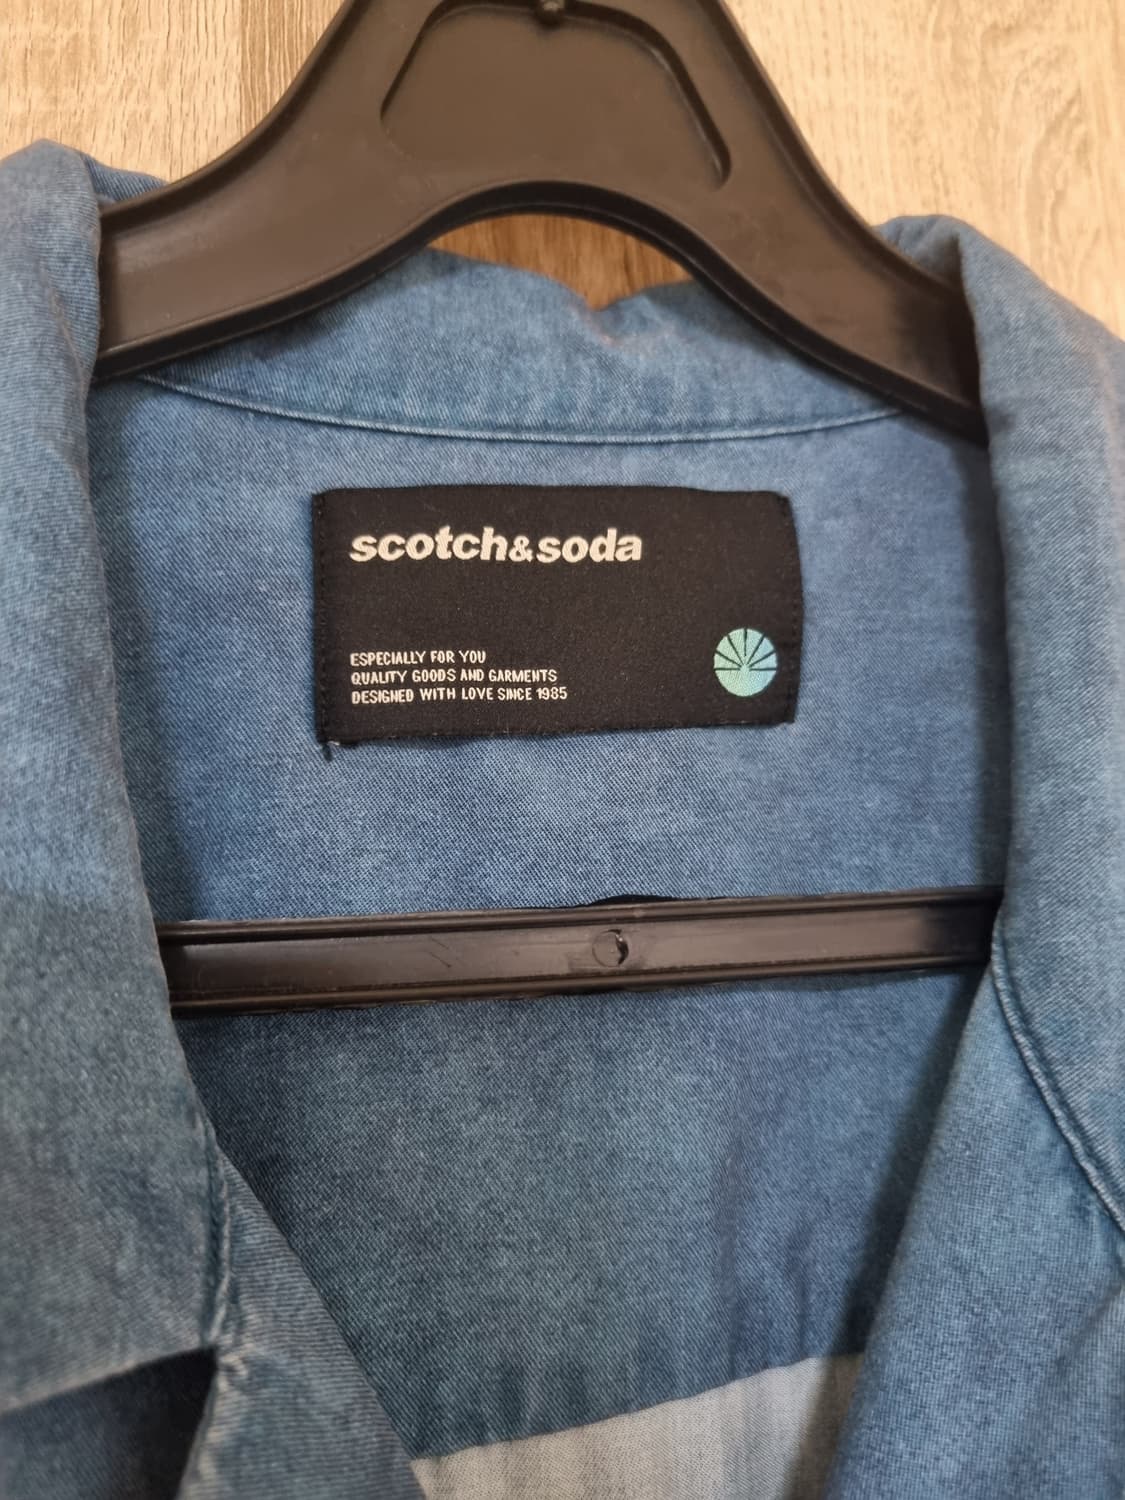 scotch&soda
ESPECIALLY FOR YOU
QUALITY GOODS AND GARMENTS
DESIGNED WITH LOVE SINCE 1985